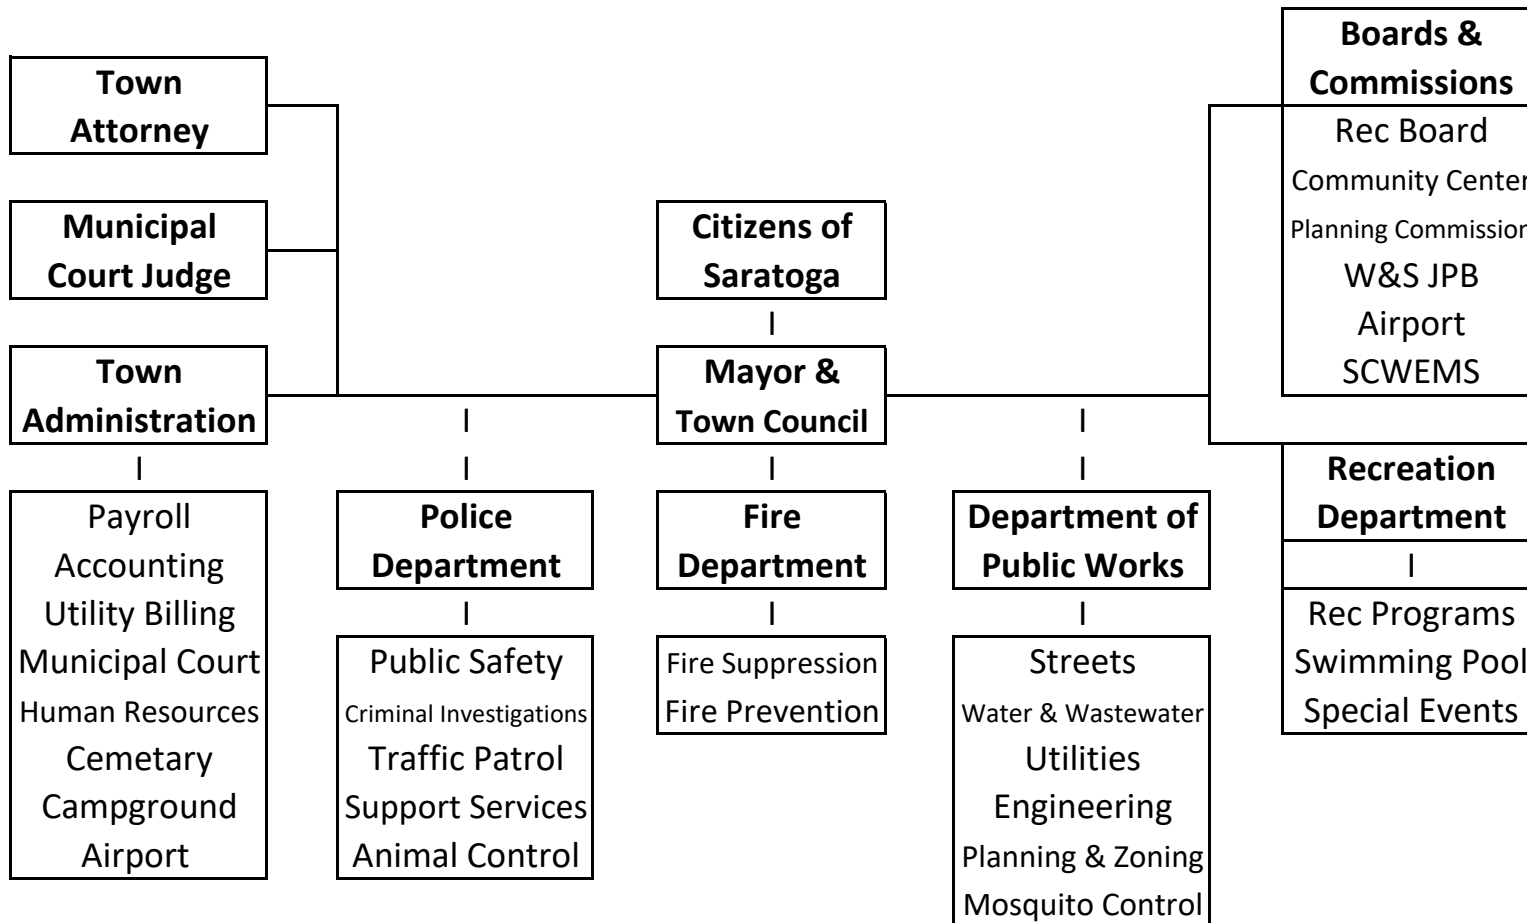 Town
Attorney
Municipal
Court Judge
Town
Administration
Payroll
Accounting
Utility Billing
Municipal Court
Human Resources
Cemetary
Campground
Airport
Police
Department
Public Safety
Criminal Investigations
Traffic Patrol
Support Services
Animal Control
Citizens of
Saratoga
Mayor &
Town Council
Fire
Department
Fire Suppression
Fire Prevention
Department of
Public Works
Streets
Water & Wastewater
Utilities
Engineering
Planning & Zoning
Mosquito Control
Boards &
Commissions
Rec Board
Community Center
Planning Commission
W&S JPB
Airport
SCWEMS
Recreation
Department
Rec Programs
Swimming Pool
Special Events